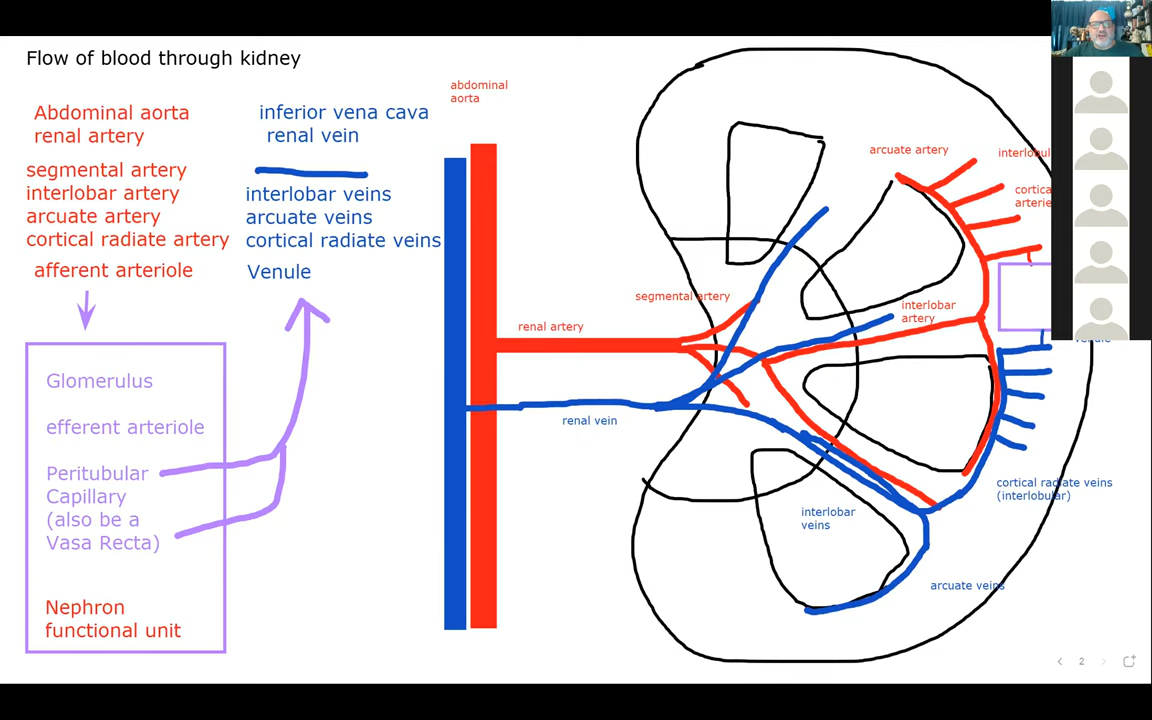 Flow of blood through kidney
Abdominal aorta
renal artery
segmental artery
interlobar artery
arcuate artery
cortical radiate artery
afferent arteriole
inferior vena cava
renal vein
interlobar veins
arcuate veins
cortical radiate veins
Venule
Glomerulus
efferent arteriole
Peritubular
Capillary
(also be a
Vasa Recta)
Nephron
functional unit
abdominal
aorta
renal artery
renal vein
segmental artery
arcuate artery
cortical
interlobar
artery
cortical radiate veins
(interlobular)
interlobar
veins
arcuate veins
2